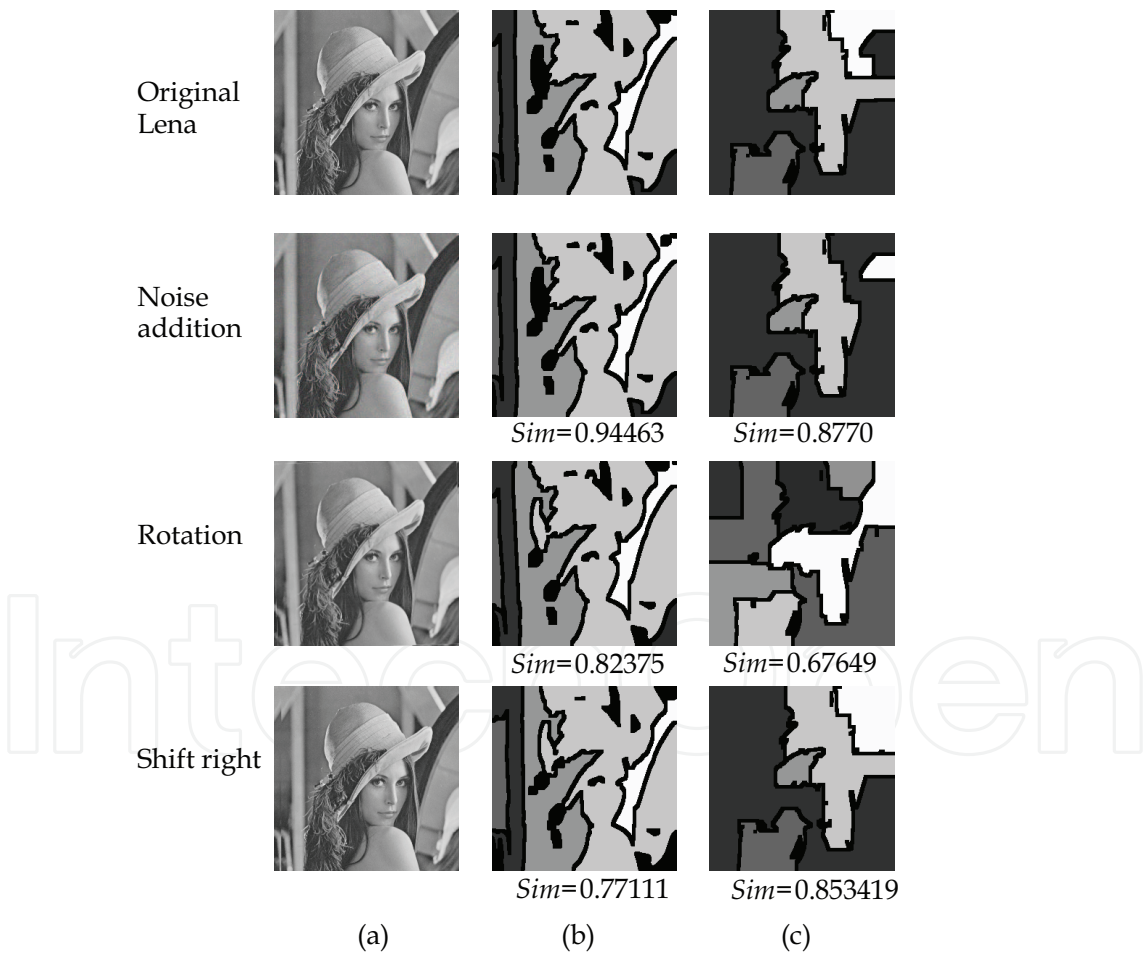 Original
Lena
Noise
addition
Sim=0.94463
Sim=0.8770
Rotation
Sim=0.82375
Sim=0.67649
Shift right
Sim=0.77111
Sim=0.853419
(a)
(b)
(c)
IntechOpen